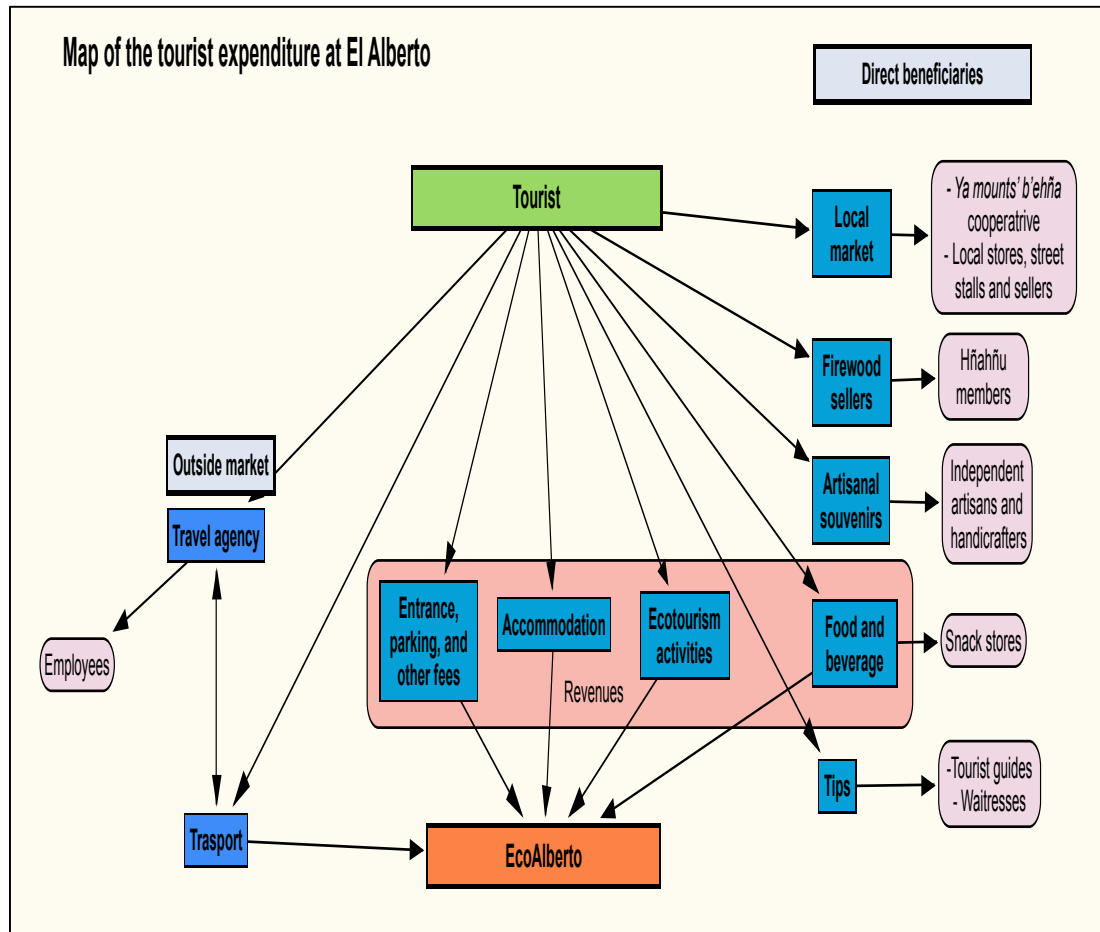 Map of the tourist expenditure at El Alberto
Direct beneficiaries
Tourist
Local
market
- Ya mounts’ b’ehña
cooperatrive
- Local stores, street
stalls and sellers
Firewood
sellers
Hñahñu
members
Outside market
Travel agency
Artisanal
souvenirs
Independent
artisans and
handicrafters
Employees
Entrance,
parking, and
other fees
Accommodation
Ecotourism
activities
Food and
beverage
Snack stores
Revenues
Tips
-Tourist guides
- Waitresses
Trasport
EcoAlberto